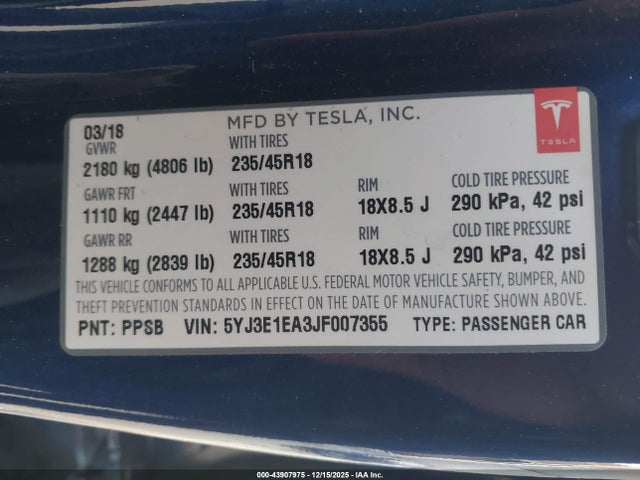 03/18 MFD BY TESLA, INC.
GVWR WITH TIRES
2180 kg (4806 lb) 235/45R18
TESLA
GAWR FRT WITH TIRES RIM COLD TIRE PRESSURE
1110 kg (2447 lb) 235/45R18 18X8.5 J 290 kPa, 42 psi
GAWR RR WITH TIRES RIM COLD TIRE PRESSURE
1288 kg (2839 lb) 235/45R18 18X8.5 J 290 kPa, 42 psi
THIS VEHICLE CONFORMS TO ALL APPLICABLE U.S. FEDERAL MOTOR VEHICLE SAFETY, BUMPER, AND
THEFT PREVENTION STANDARDS IN EFFECT ON THE DATE OF MANUFACTURE SHOWN ABOVE.
PNT: PPSB VIN: 5YJ3E1EA3JF007355 TYPE: PASSENGER CAR
000-43907975 - 12/15/2025 - IAA Inc.